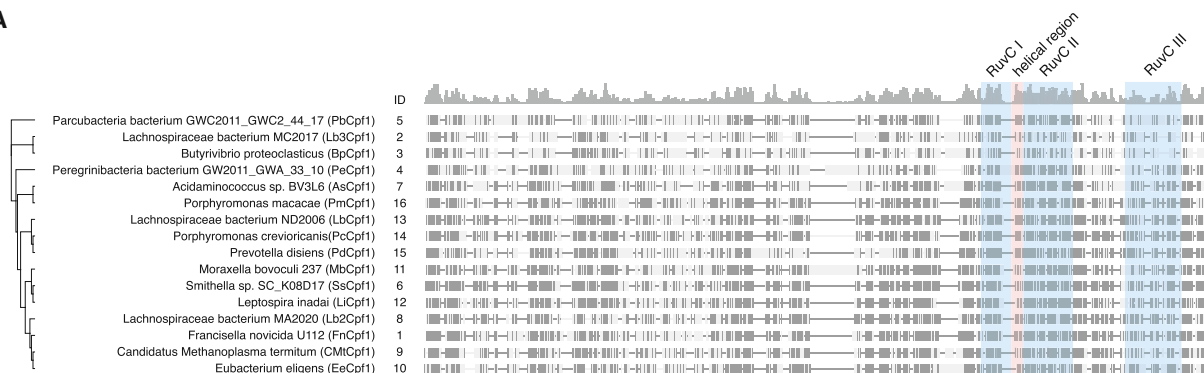 A
RuvC I
helical region
RuvC II
RuvC III
ID
Parcubacteria bacterium GWC2011_GWC2_44_17 (PbCpf1) 5
Lachnospiraceae bacterium MC2017 (Lb3Cpf1) 2
Butyrivibrio proteoclasticus (BpCpf1) 3
Peregrinibacteria bacterium GW2011_GWA_33_10 (PeCpf1) 4
Acidaminococcus sp. BV3L6 (AsCpf1) 7
Porphyromonas macacae (PmCpf1) 16
Lachnospiraceae bacterium ND2006 (LbCpf1) 13
Porphyromonas crevioricanis(PcCpf1) 14
Prevotella disiens (PdCpf1) 15
Moraxella bovoculi 237 (MbCpf1) 11
Smithella sp. SC_K08D17 (SsCpf1) 6
Leptospira inadai (LiCpf1) 12
Lachnospiraceae bacterium MA2020 (Lb2Cpf1) 8
Francisella novicida U112 (FnCpf1) 1
Candidatus Methanoplasma termitum (CMtCpf1) 9
Eubacterium eligens (EeCpf1) 10